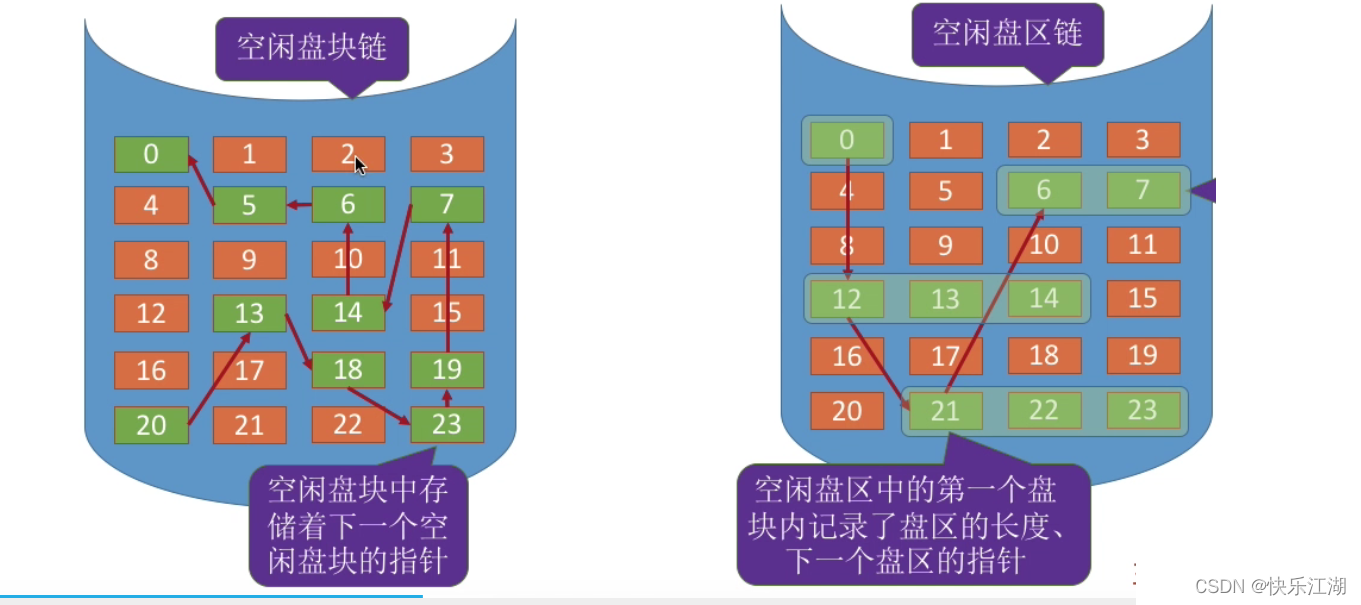 空闲盘块链
0 1 2 3
4 5 6 7
8 9 10 11
12 13 14 15
16 17 18 19
20 21 22 23
空闲盘块中存
储着下一个空
闲盘块的指针
空闲盘区链
0 1 2 3
4 5 6 7
8 9 10 11
12 13 14 15
16 17 18 19
20 21 22 23
空闲盘区中的第一个盘
块内记录了盘区的长度、
下一个盘区的指针
CSDN @快乐江湖